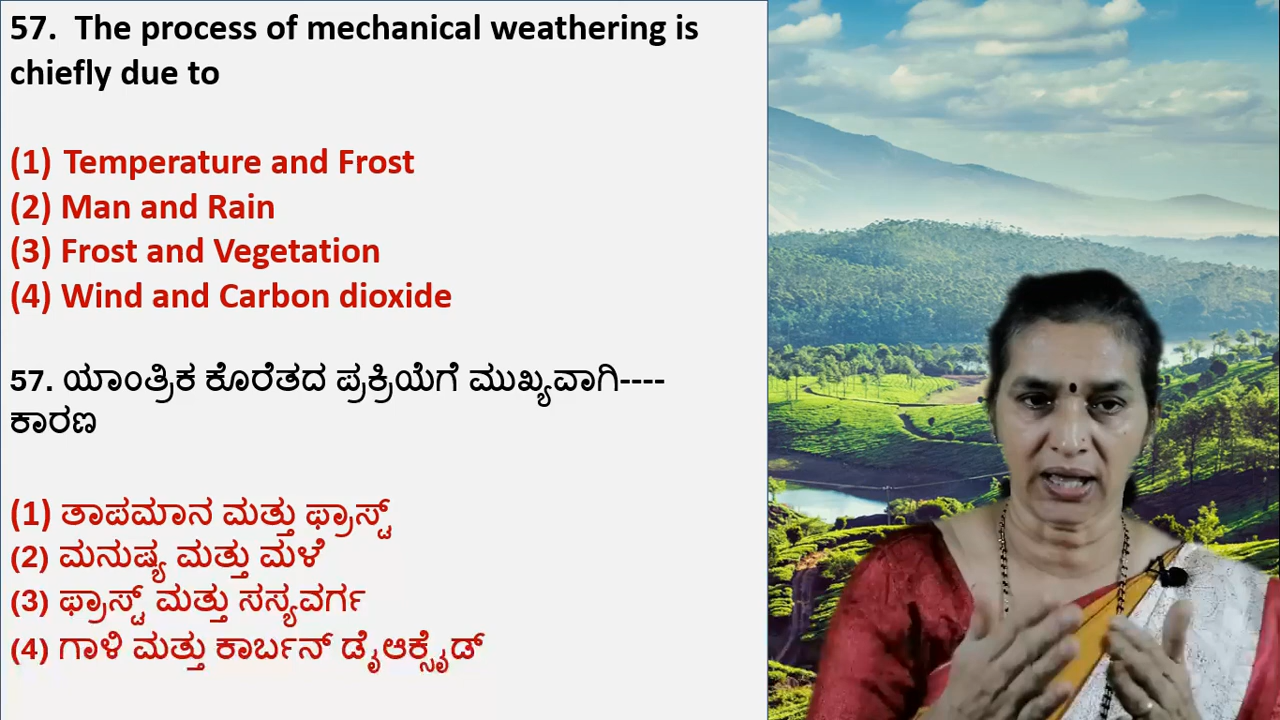 57. The process of mechanical weathering is
chiefly due to
(1) Temperature and Frost
(2) Man and Rain
(3) Frost and Vegetation
(4) Wind and Carbon dioxide
57. ಯಾಂತ್ರಿಕ ಕೊರೆತದ ಪ್ರಕ್ರಿಯೆಗೆ ಮುಖ್ಯವಾಗಿ----
ಕಾರಣ
(1) ತಾಪಮಾನ ಮತ್ತು ಫ್ರಾಸ್ಟ್
(2) ಮನುಷ್ಯ ಮತ್ತು ಮಳೆ
(3) ಫ್ರಾಸ್ಟ್ ಮತ್ತು ಸಸ್ಯವರ್ಗ
(4) ಗಾಳಿ ಮತ್ತು ಕಾರ್ಬನ್ ಡೈಆಕ್ಸೈಡ್